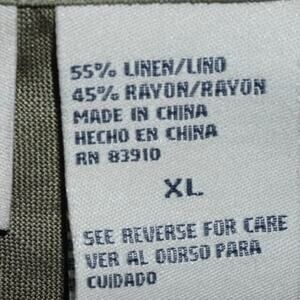 55% LINEN/LINO
45% RAYON/RAYON
MADE IN CHINA
HECHO EN CHINA
RN 83910
XL
SEE REVERSE FOR CARE
VER AL DORSO PARA
CUIDADO